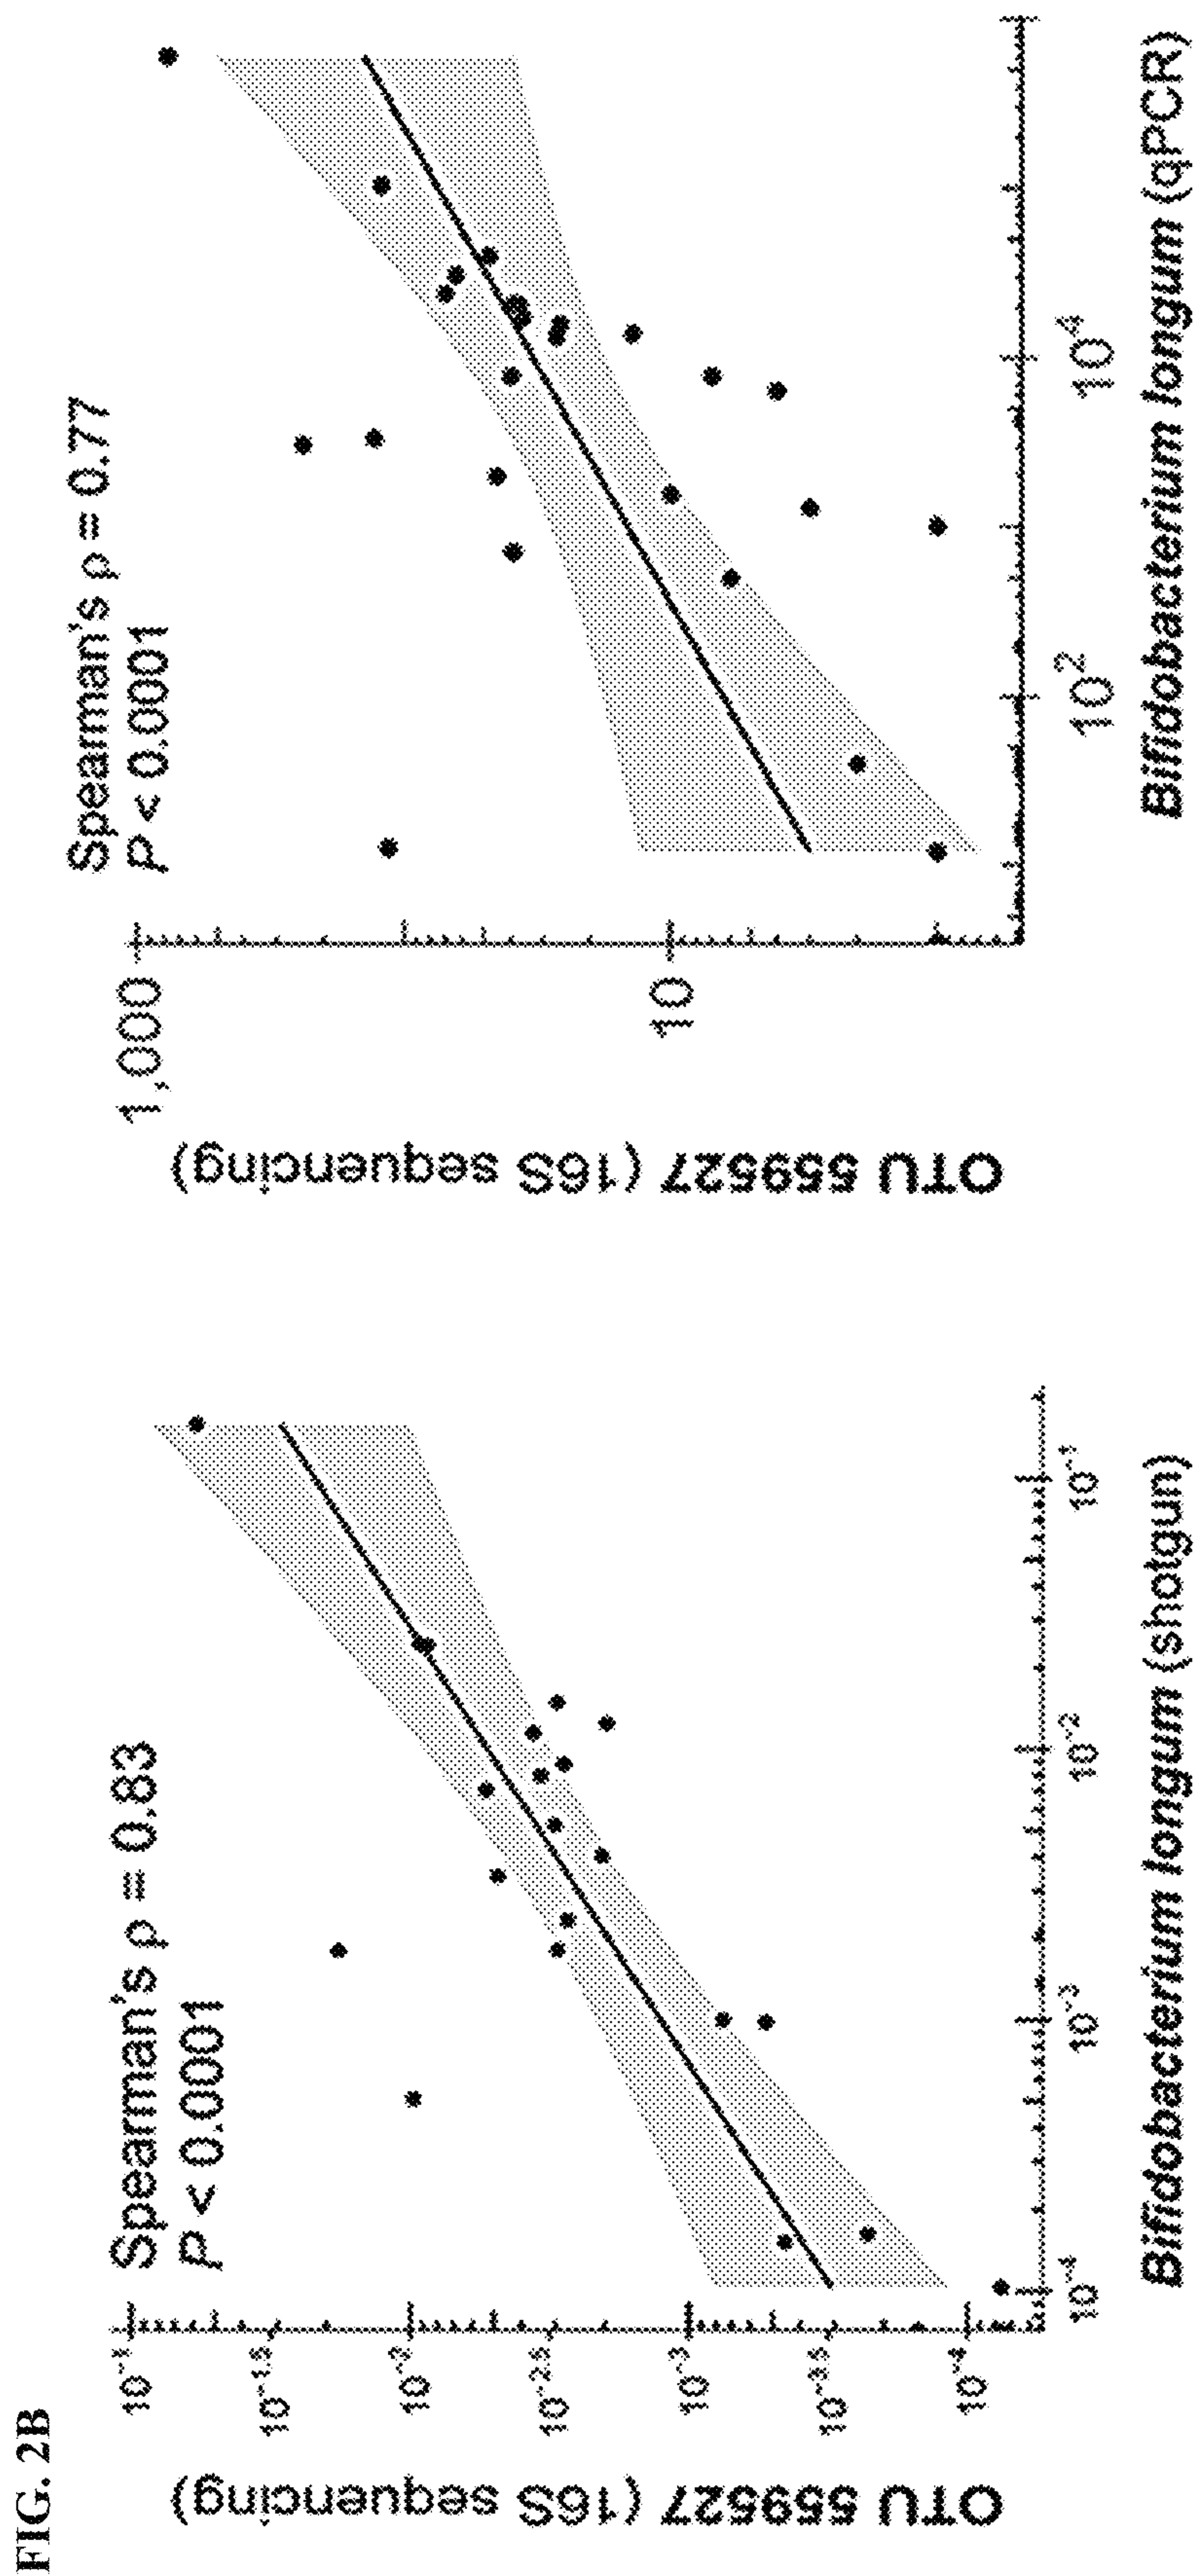 FIG. 2B
Spearman's ρ = 0.83
P < 0.0001
OTU 559527 (16S sequencing)
10⁻¹
10⁻¹·⁵
10⁻²
10⁻²·⁵
10⁻³
10⁻³·⁵
10⁻⁴
10⁻⁴ 10⁻³ 10⁻² 10⁻¹
Bifidobacterium longum (shotgun)
Spearman's ρ = 0.77
P < 0.0001
OTU 559527 (16S sequencing)
1,000
10
10² 10⁴
Bifidobacterium longum (qPCR)